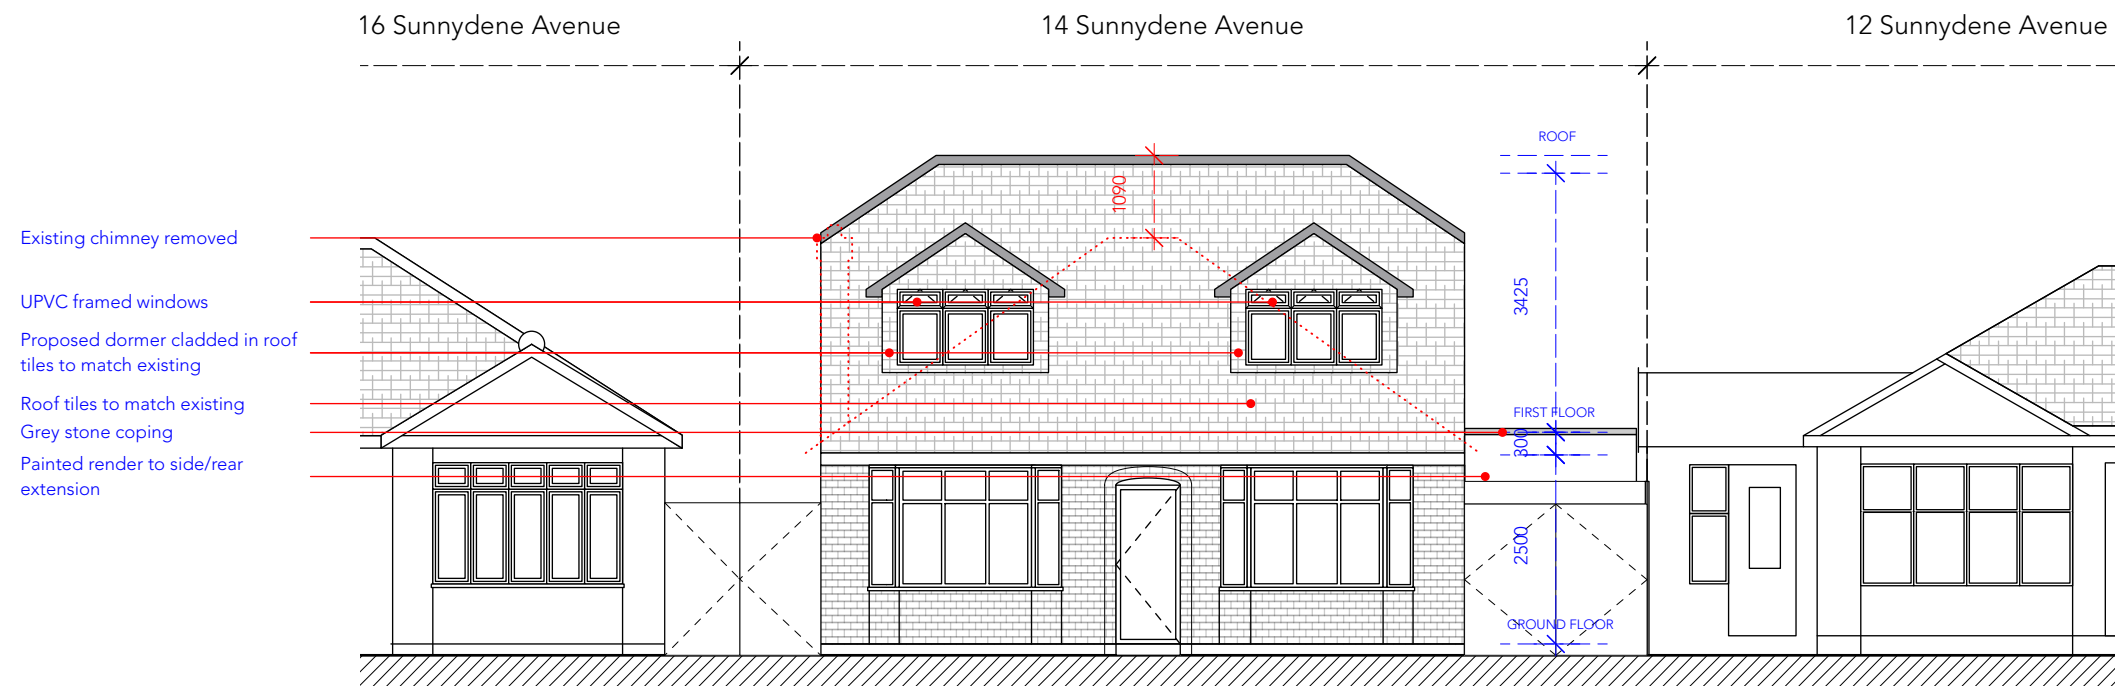 16 Sunnydene Avenue
14 Sunnydene Avenue
12 Sunnydene Avenue
ROOF
1090
Existing chimney removed
UPVC framed windows
3425
Proposed dormer cladded in roof
tiles to match existing
Roof tiles to match existing
FIRST FLOOR
Grey stone coping
300
Painted render to side/rear
extension
2500
GROUND FLOOR